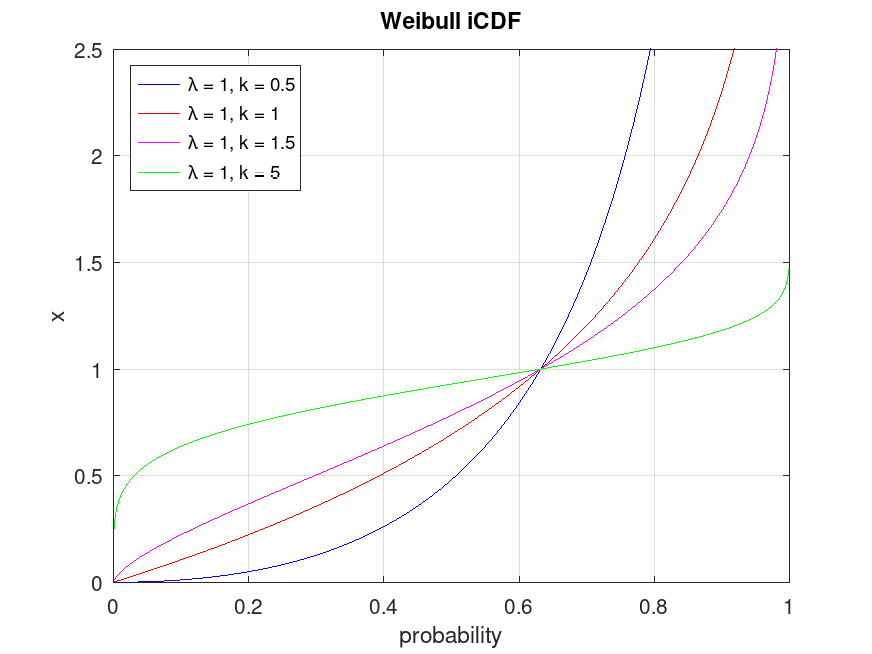 Weibull iCDF
2.5
2
1.5
1
0.5
0
λ = 1, k = 0.5
λ = 1, k = 1
λ = 1, k = 1.5
λ = 1, k = 5
x
0 0.2 0.4 0.6 0.8 1
probability